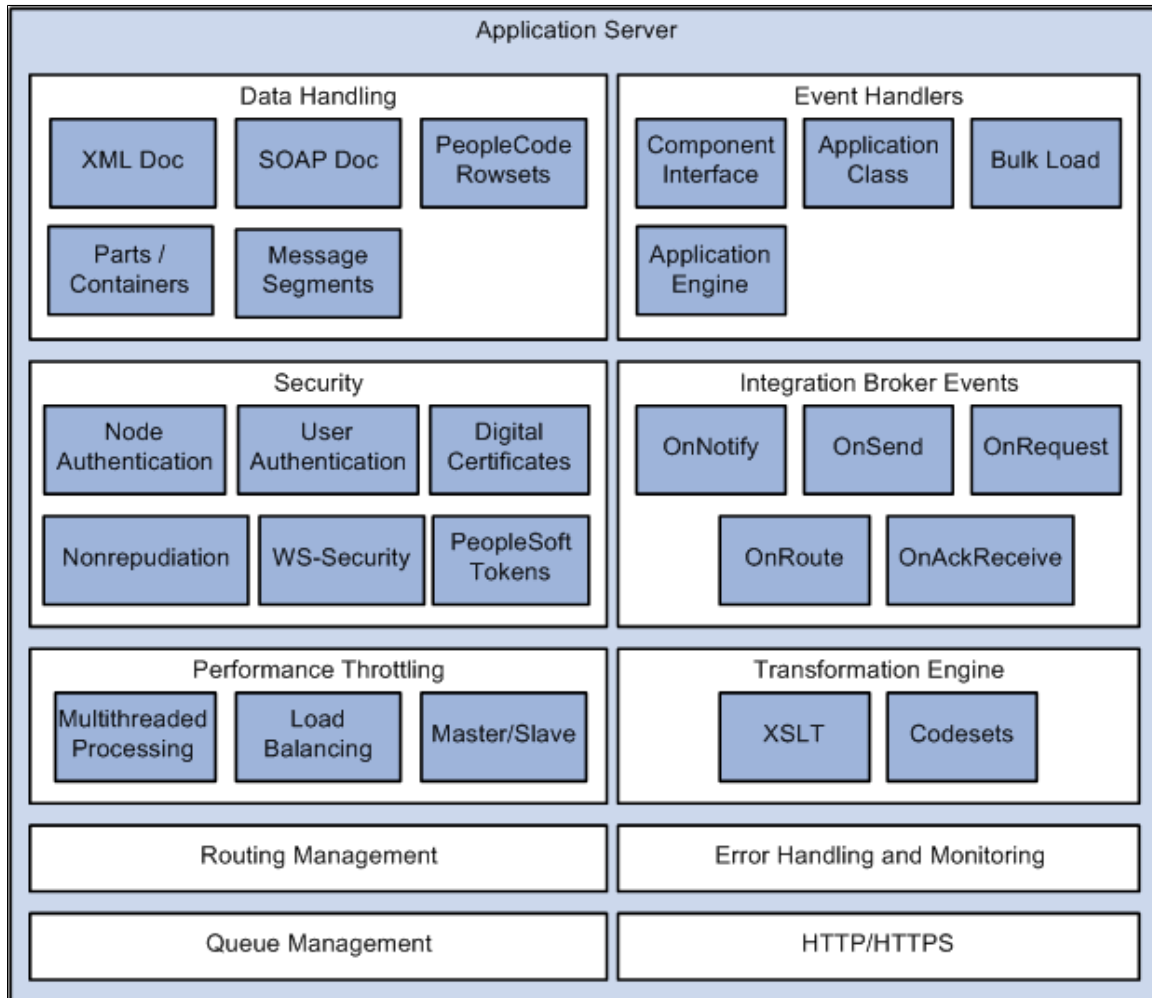 Application Server
Data Handling
XML Doc
SOAP Doc
PeopleCode
Rowsets
Parts /
Containers
Message
Segments
Event Handlers
Component
Interface
Application
Class
Bulk Load
Application
Engine
Security
Node
Authentication
User
Authentication
Digital
Certificates
Nonrepudiation
WS-Security
PeopleSoft
Tokens
Integration Broker Events
OnNotify
OnSend
OnRequest
OnRoute
OnAckReceive
Performance Throttling
Multithreaded
Processing
Load
Balancing
Master/Slave
Transformation Engine
XSLT
Codesets
Routing Management
Error Handling and Monitoring
Queue Management
HTTP/HTTPS